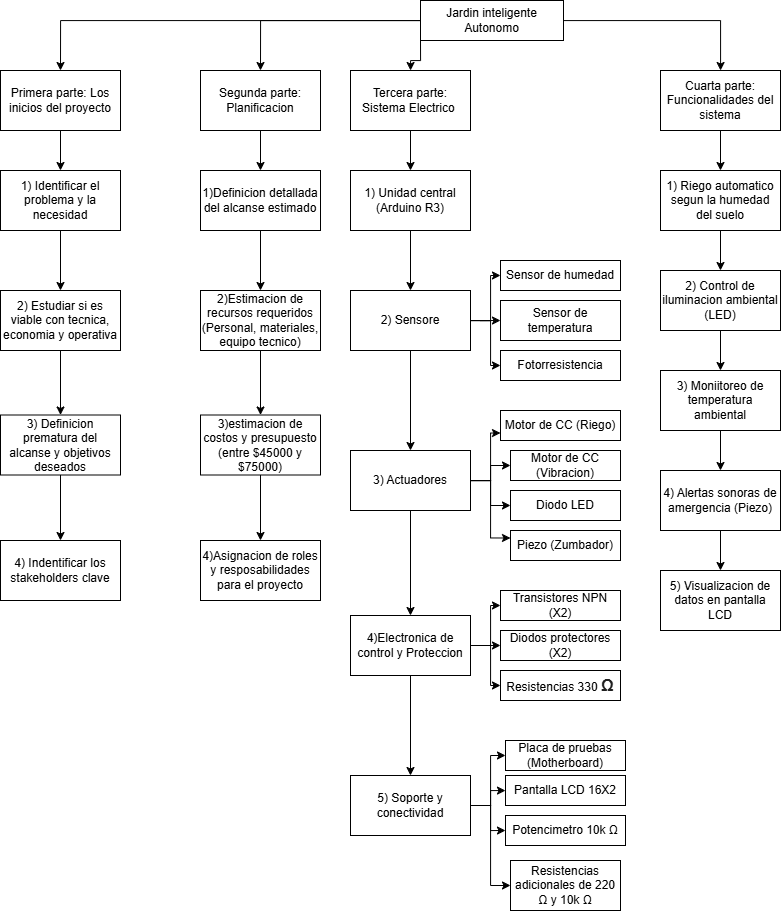 Jardin inteligente
Autonomo
Primera parte: Los
inicios del proyecto
1) Identificar el
problema y la
necesidad
2) Estudiar si es
viable con tecnica,
economia y operativa
3) Definicion
prematura del
alcanse y objetivos
deseados
4) Indentificar los
stakeholders clave
Segunda parte:
Planificacion
1)Definicion detallada
del alcanse estimado
2)Estimacion de
recursos requeridos
(Personal, materiales,
equipo tecnico)
3)estimacion de
costos y presupuesto
(entre $45000 y
$75000)
4)Asignacion de roles
y resposabilidades
para el proyecto
Tercera parte:
Sistema Electrico
1) Unidad central
(Arduino R3)
2) Sensore
Sensor de humedad
Sensor de
temperatura
Fotorresistencia
3) Actuadores
Motor de CC (Riego)
Motor de CC
(Vibracion)
Diodo LED
Piezo (Zumbador)
4)Electronica de
control y Proteccion
Transistores NPN
(X2)
Diodos protectores
(X2)
Resistencias 330 Ω
5) Soporte y
conectividad
Placa de pruebas
(Motherboard)
Pantalla LCD 16X2
Potencimetro 10k Ω
Resistencias
adicionales de 220
Ω y 10k Ω
Cuarta parte:
Funcionalidades del
sistema
1) Riego automatico
segun la humedad
del suelo
2) Control de
iluminacion ambiental
(LED)
3) Moniitoreo de
temperatura
ambiental
4) Alertas sonoras de
amergencia (Piezo)
5) Visualizacion de
datos en pantalla
LCD